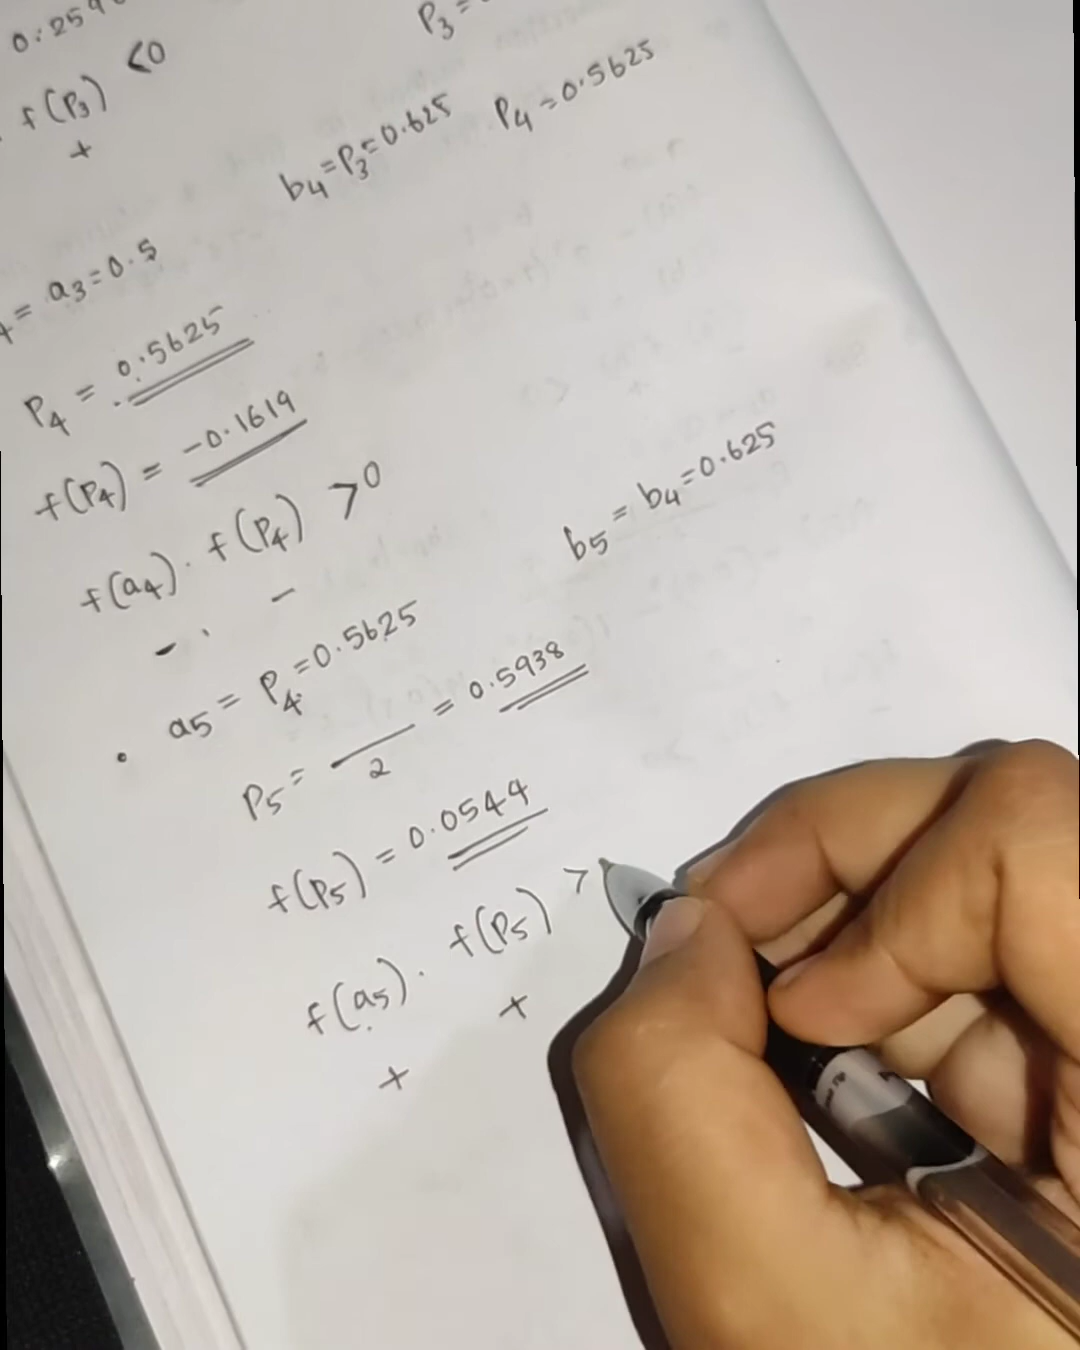 0.259
P3 =
f(P3) <0
+
b4 = P3 = 0.625 P4 = 0.5625
= a3 = 0.5
P4 = 0.5625
f(P4) = -0.1619
f(a4) . f(P4) >0
- -
b5 = b4 = 0.625
• a5 = P4 = 0.5625
P5 = / 2 = 0.5938
f(P5) = 0.0544
f(a5) . f(P5) >
+ +